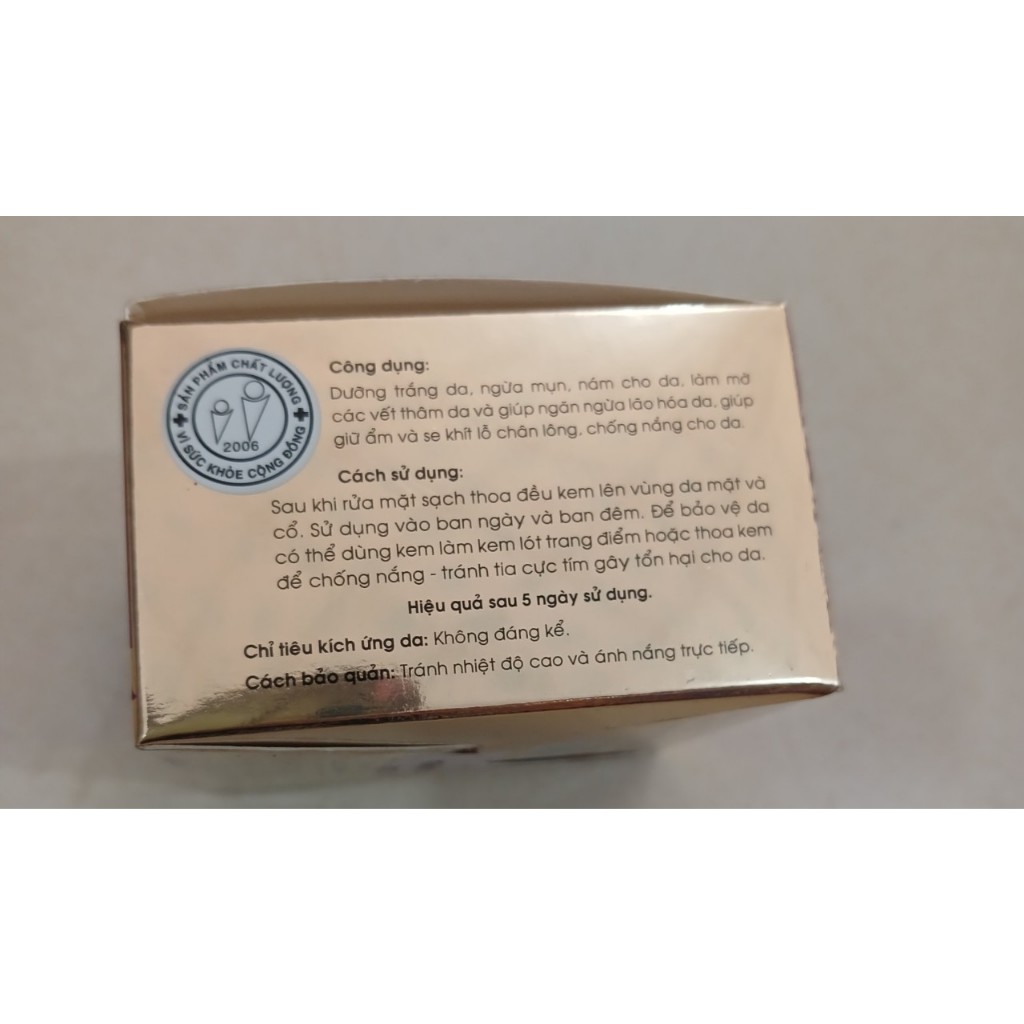 SẢN PHẨM CHẤT LƯỢNG
VÌ SỨC KHỎE CỘNG ĐỒNG
2006
Công dụng:
Dưỡng trắng da, ngừa mụn, nám cho da, làm mờ
các vết thâm da và giúp ngăn ngừa lão hóa da, giúp
giữ ẩm và se khít lỗ chân lông, chống nắng cho da.
Cách sử dụng:
Sau khi rửa mặt sạch thoa đều kem lên vùng da mặt và
cổ. Sử dụng vào ban ngày và ban đêm. Để bảo vệ da
có thể dùng kem làm kem lót trang điểm hoặc thoa kem
để chống nắng - tránh tia cực tím gây tổn hại cho da.
Hiệu quả sau 5 ngày sử dụng.
Chỉ tiêu kích ứng da: Không đáng kể.
Cách bảo quản: Tránh nhiệt độ cao và ánh nắng trực tiếp.